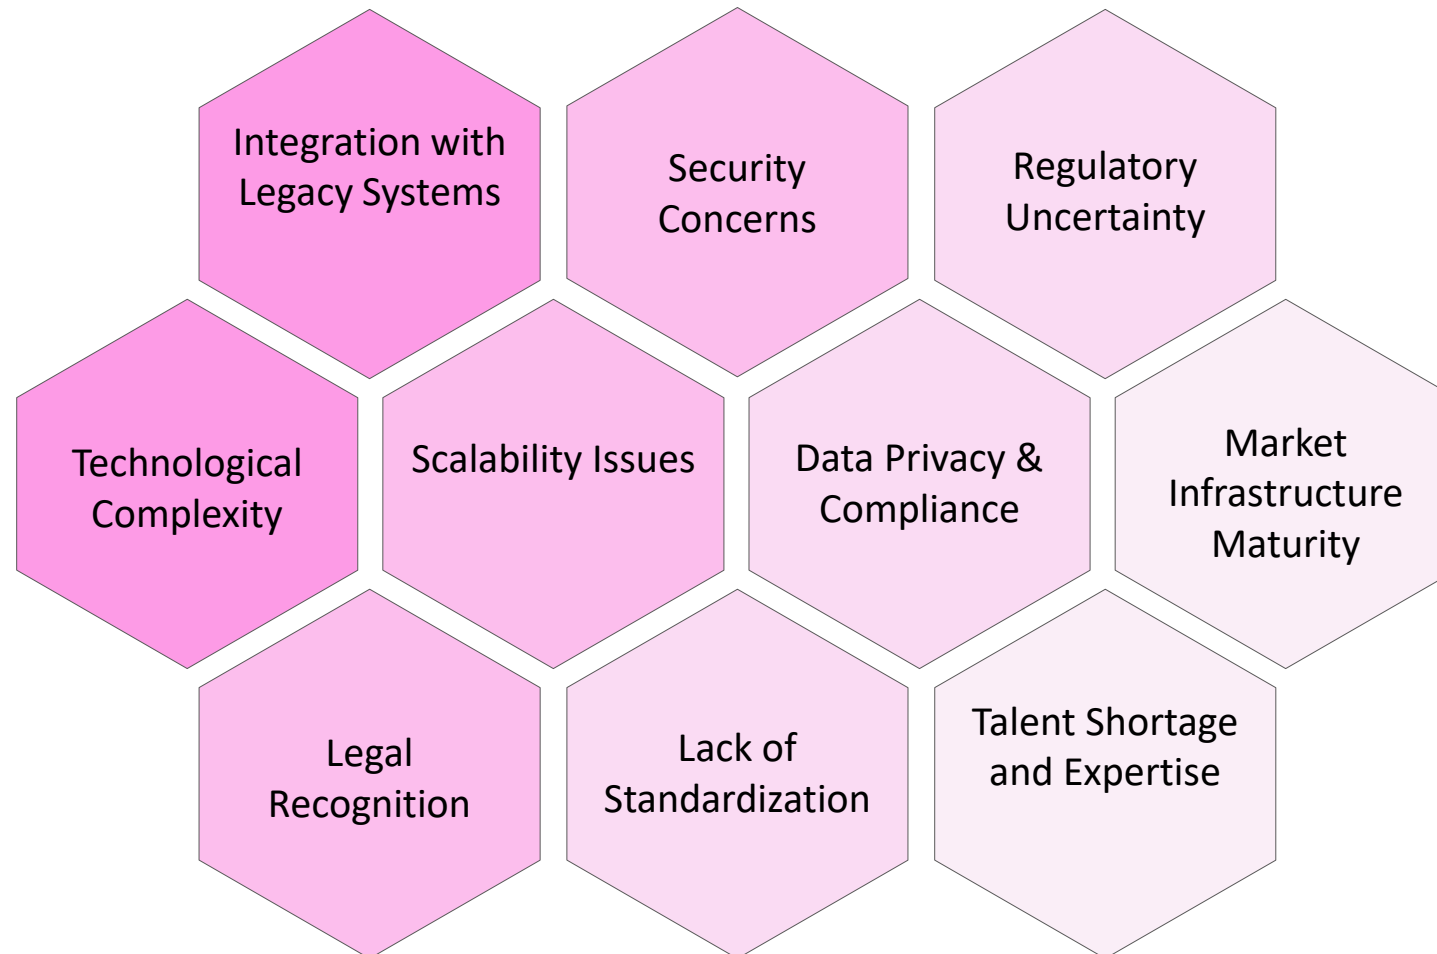 Integration with
Legacy Systems
Security
Concerns
Regulatory
Uncertainty
Technological
Complexity
Scalability Issues
Data Privacy &
Compliance
Market
Infrastructure
Maturity
Legal
Recognition
Lack of
Standardization
Talent Shortage
and Expertise